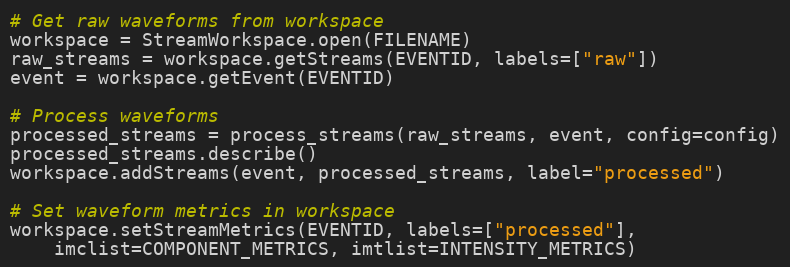 # Get raw waveforms from workspace
workspace = StreamWorkspace.open(FILENAME)
raw_streams = workspace.getStreams(EVENTID, labels=["raw"])
event = workspace.getEvent(EVENTID)

# Process waveforms
processed_streams = process_streams(raw_streams, event, config=config)
processed_streams.describe()
workspace.addStreams(event, processed_streams, label="processed")

# Set waveform metrics in workspace
workspace.setStreamMetrics(EVENTID, labels=["processed"],
    imclist=COMPONENT_METRICS, imtlist=INTENSITY_METRICS)